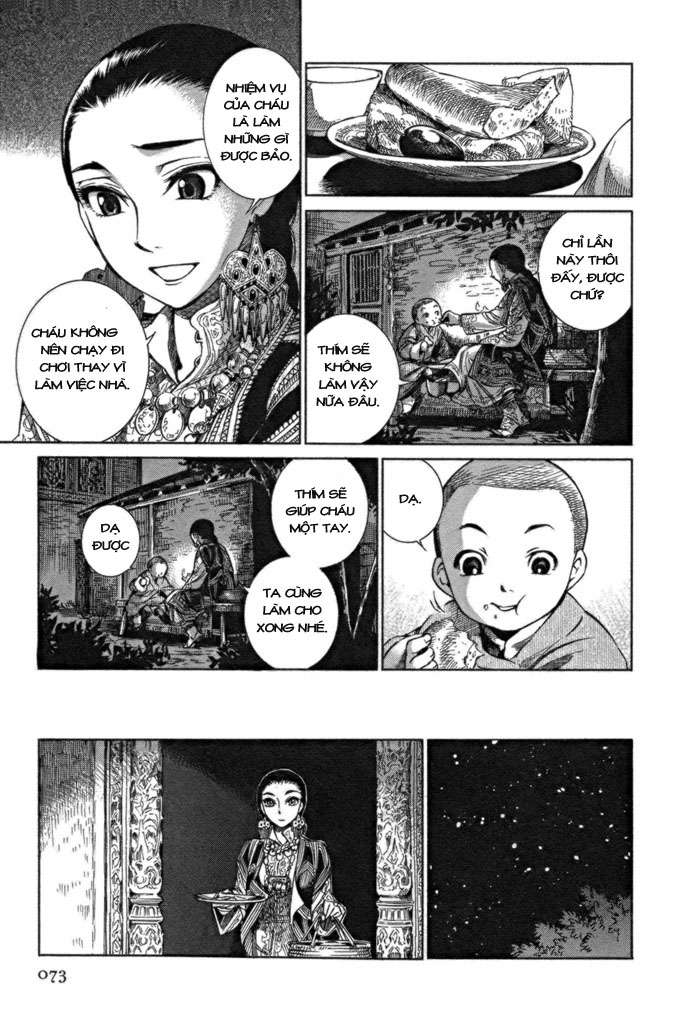 CHỈ LẦN
NÀY THÔI
ĐẤY, ĐƯỢC
CHỨ?
THÍM SẼ
KHÔNG
LÀM VẬY
NỮA ĐÂU.
NHIỆM VỤ
CỦA CHÁU
LÀ LÀM
NHỮNG GÌ
ĐƯỢC BẢO.
CHÁU KHÔNG
NÊN CHẠY ĐI
CHƠI THAY VÌ
LÀM VIỆC NHÀ.
DẠ.
THÍM SẼ
GIÚP CHÁU
MỘT TAY.
TA CÙNG
LÀM CHO
XONG NHÉ.
DẠ
ĐƯỢC
073